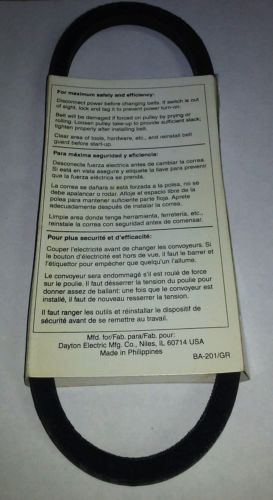 For maximum safety and efficiency:
Disconnect power before changing belts. If switch is out
of sight, lock and tag it to prevent power turn-on.
Belt will be damaged if forced on pulley by prying or
rolling. Loosen pulley take-up to provide sufficient slack;
tighten properly after installing belt.
Clear area of tools, hardware, etc., and reinstall belt
guard before start-up.
Para máxima seguridad y eficiencia:
Desconecte fuerza eléctrica antes de cambiar la correa.
Si está en vista asegure y etiquete la llave para prevenir
que la fuerza eléctrica se prenda.
La correa se dañara si está forzada a la polea, no se
debe apalancar o rodar. Afloje el espacio libre de la
polea para mantener suficiente parte floja. Apriete
adecuadamente después de instalar la correa.
Limpie area donde tenga herramienta, ferretería, etc.,
reinstale la correa con seguridad antes de comensar.
Pour plus securité et d'efficacité:
Couper l'électricité avant de changer les convoyeurs. Si
le bouton d'électricité est hors de vu, il faut le barrer et
l'étiquettor pour empêcher que quelqu'un l'allume.
Le convoyeur sera endommagé s'il est roulé de force
sur le poulie. Il faut désserrer la tension du poulie pour
donner assez de ballant: une fois que le convoyeur est
installé, il faut de nouveau resserrer la tension.
Il faut ranger les outils et réinstaller le dispositif de
sécurité avant de se remettre au travail.
Mfd. for/Fab. para/Fab. pour:
Dayton Electric Mfg. Co., Niles, IL 60714 USA
Made in Philippines
BA-201/GR